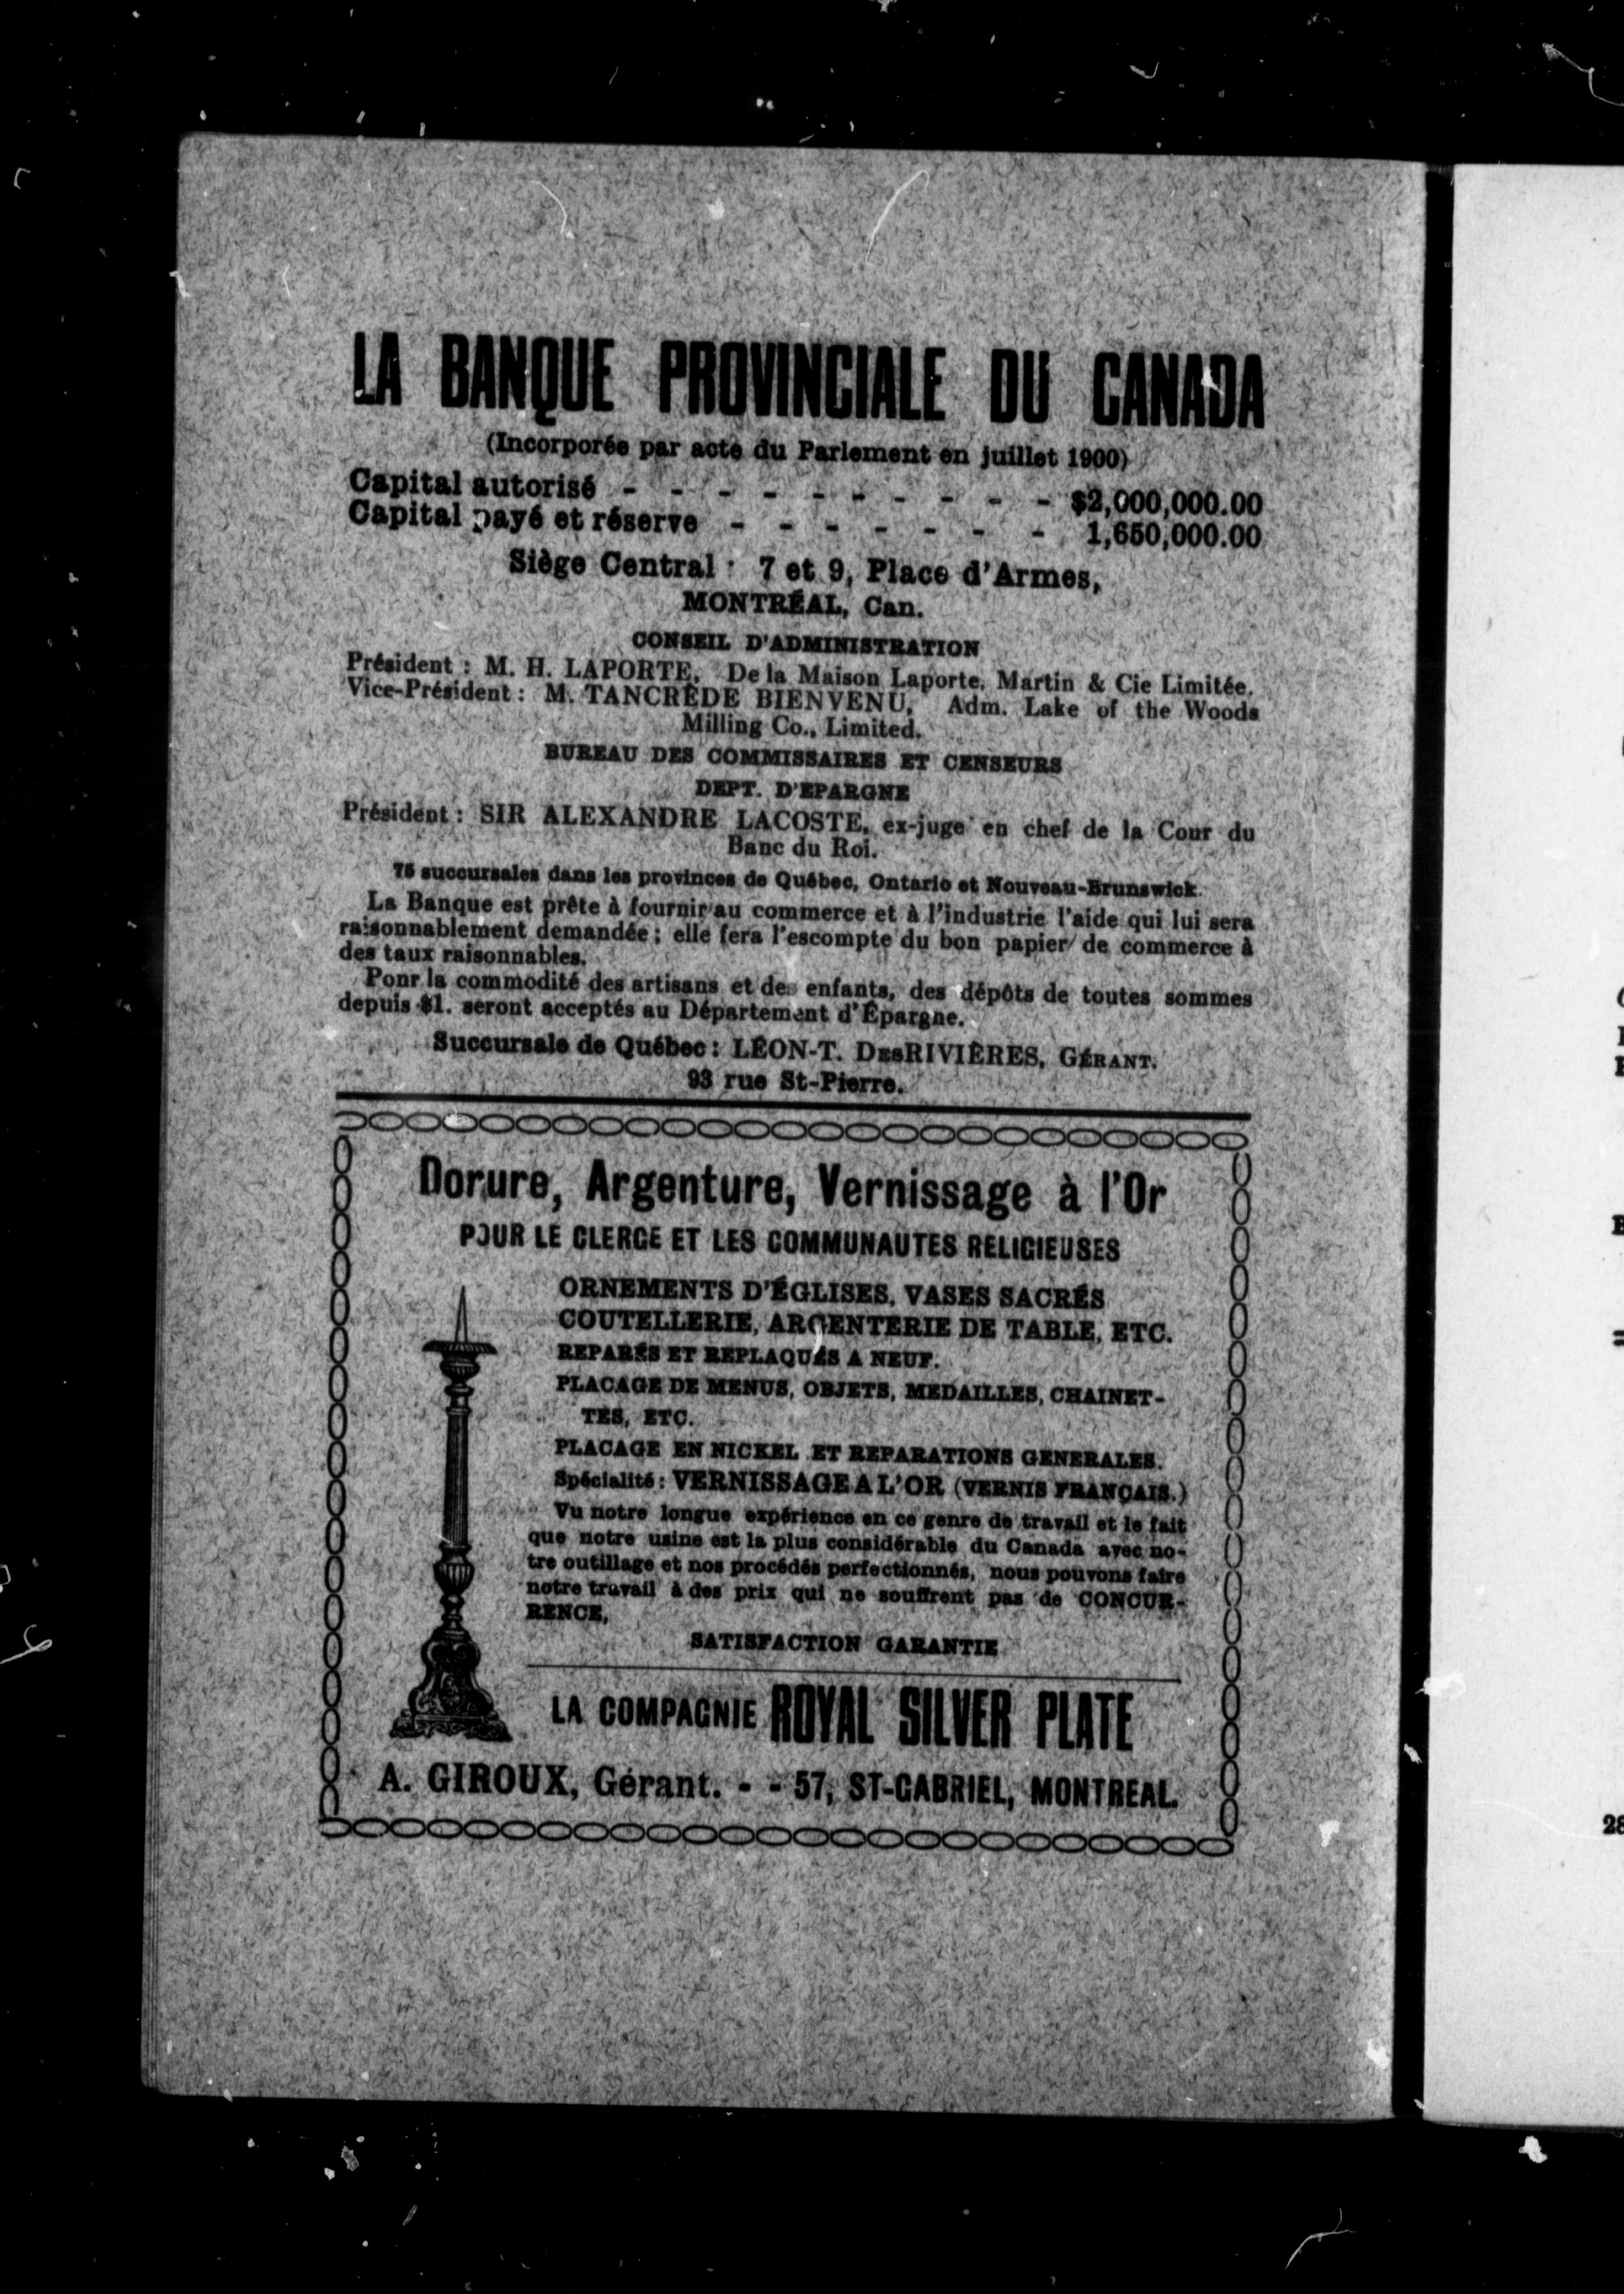 LA BANQUE PROVINCIALE DU CANADA
(Incorporée par acte du Parlement en juillet 1900)
Capital autorisé - - - - - - - - - - $2,000,000.00
Capital payé et réserve - - - - - - - 1,650,000.00
Siège Central : 7 et 9, Place d'Armes,
MONTRÉAL, Can.
CONSEIL D'ADMINISTRATION
Président : M. H. LAPORTE, De la Maison Laporte, Martin & Cie Limitée.
Vice-Président : M. TANCRÈDE BIENVENU, Adm. Lake of the Woods
Milling Co., Limited.
BUREAU DES COMMISSAIRES ET CENSEURS
DEPT. D'EPARGNE
Président : SIR ALEXANDRE LACOSTE, ex-juge en chef de la Cour du
Banc du Roi.
75 succursales dans les provinces de Québec, Ontario et Nouveau-Brunswick.
La Banque est prête à fournir au commerce et à l'industrie l'aide qui lui sera
raisonnablement demandée ; elle fera l'escompte du bon papier de commerce à
des taux raisonnables.
Ponr la commodité des artisans et des enfants, des dépôts de toutes sommes
depuis $1. seront acceptés au Département d'Épargne.
Succursale de Québec : LÉON-T. DesRIVIÈRES, GÉRANT.
93 rue St-Pierre.
Dorure, Argenture, Vernissage à l'Or
POUR LE CLERGE ET LES COMMUNAUTES RELIGIEUSES
ORNEMENTS D'ÉGLISES, VASES SACRÉS
COUTELLERIE, ARGENTERIE DE TABLE, ETC.
REPARÉS ET REPLAQUÉS A NEUF.
PLACAGE DE MENUS, OBJETS, MEDAILLES, CHAINET-
TES, ETC.
PLACAGE EN NICKEL ET REPARATIONS GENERALES.
Spécialité : VERNISSAGE A L'OR (VERNIS FRANÇAIS.)
Vu notre longue expérience en ce genre de travail et le fait
que notre usine est la plus considérable du Canada avec no-
tre outillage et nos procédés perfectionnés, nous pouvons faire
notre travail à des prix qui ne souffrent pas de CONCUR-
RENCE,
SATISFACTION GARANTIE
LA COMPAGNIE ROYAL SILVER PLATE
A. GIROUX, Gérant. - - 57, ST-GABRIEL, MONTREAL.